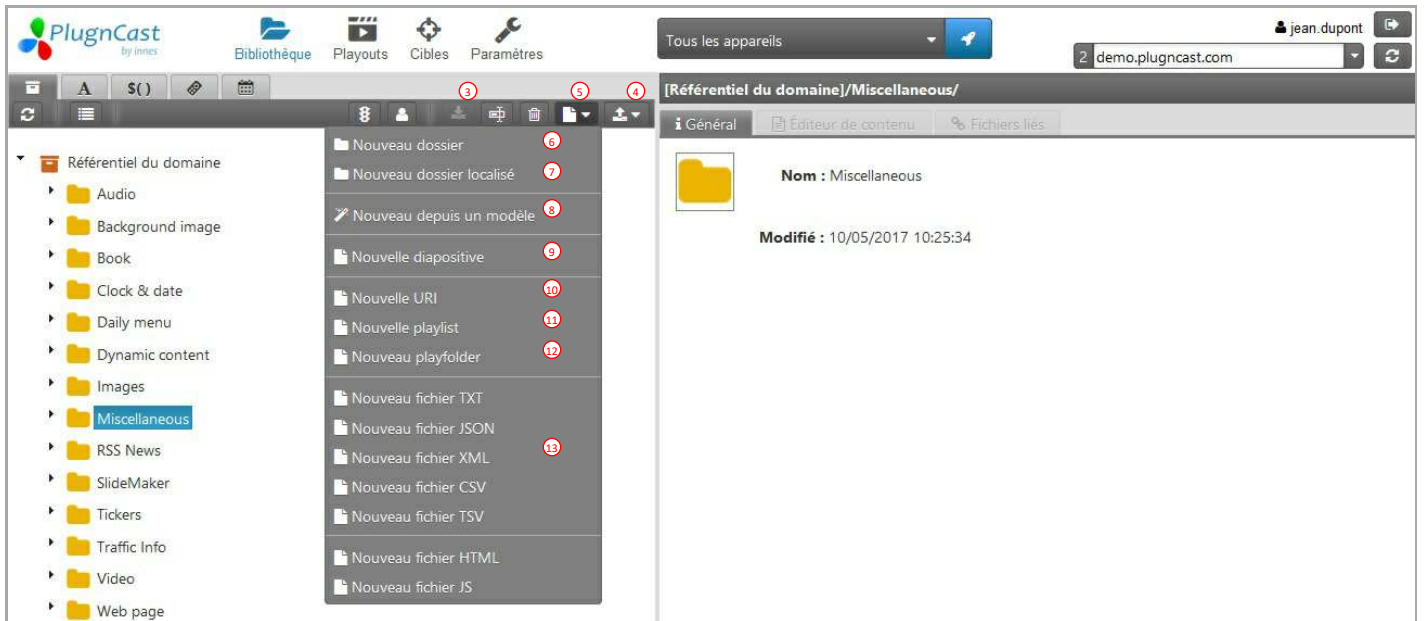 PlugnCast
by innes
Bibliothèque
Playouts
Cibles
Paramètres
Tous les appareils
jean.dupont
2 demo.plugncast.com
A
$()
3
5
4
[Référentiel du domaine]/Miscellaneous/
i Général
Éditeur de contenu
Fichiers liés
Référentiel du domaine
Audio
Background image
Book
Clock & date
Daily menu
Dynamic content
Images
Miscellaneous
RSS News
SlideMaker
Tickers
Traffic Info
Video
Web page
Nouveau dossier 6
Nouveau dossier localisé 7
Nouveau depuis un modèle 8
Nouvelle diapositive 9
Nouvelle URI 10
Nouvelle playlist 11
Nouveau playfolder 12
Nouveau fichier TXT
Nouveau fichier JSON
Nouveau fichier XML 13
Nouveau fichier CSV
Nouveau fichier TSV
Nouveau fichier HTML
Nouveau fichier JS
Nom : Miscellaneous
Modifié : 10/05/2017 10:25:34